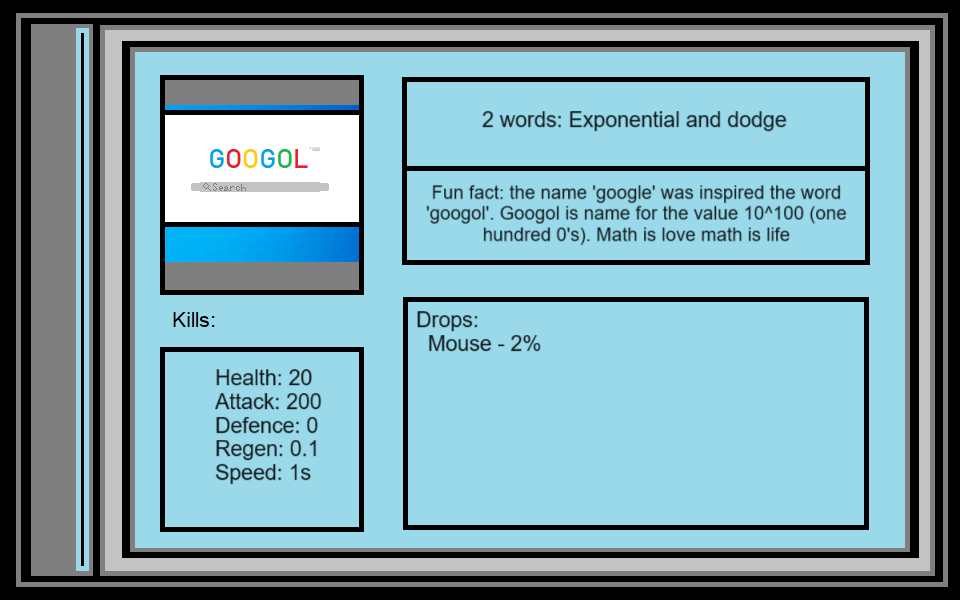 2 words: Exponential and dodge
GOOGOL
Search
Fun fact: the name 'google' was inspired the word
'googol'. Googol is name for the value 10^100 (one
hundred 0's). Math is love math is life
Kills:
Drops:
Mouse - 2%
Health: 20
Attack: 200
Defence: 0
Regen: 0.1
Speed: 1s